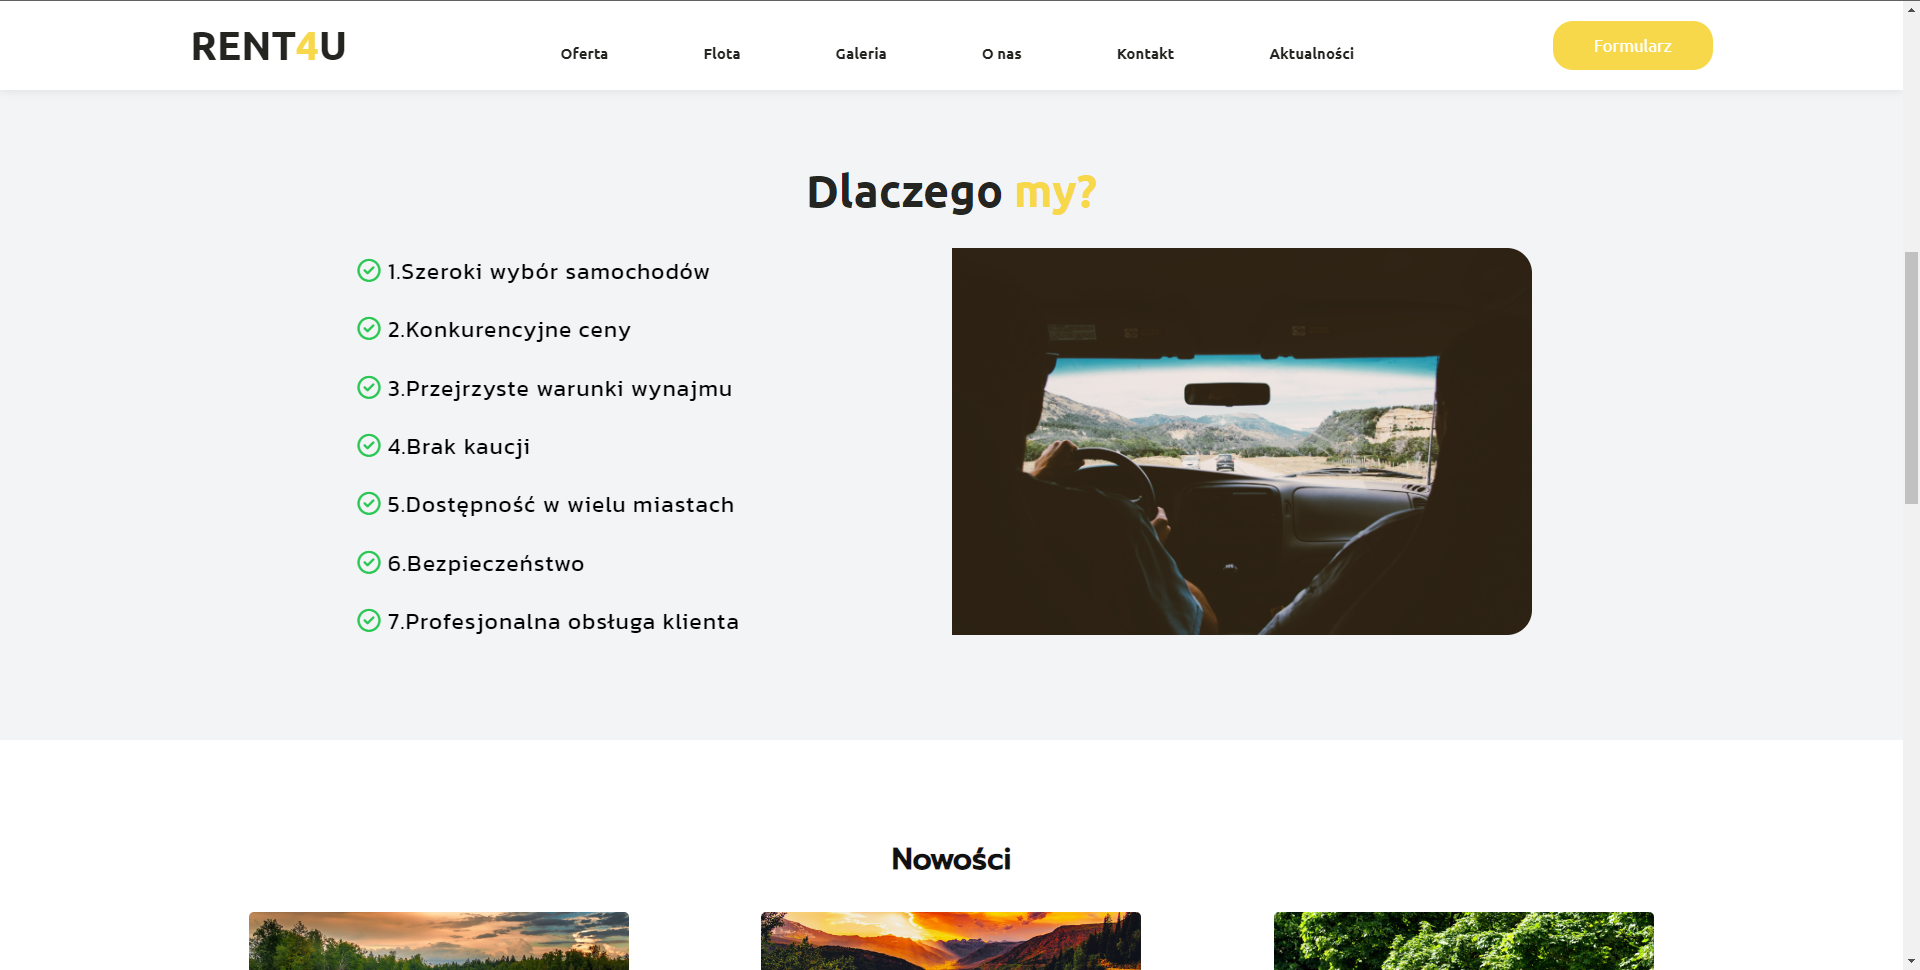 RENT4U
Oferta
Flota
Galeria
O nas
Kontakt
Aktualności
Formularz
Dlaczego my?
1.Szeroki wybór samochodów
2.Konkurencyjne ceny
3.Przejrzyste warunki wynajmu
4.Brak kaucji
5.Dostępność w wielu miastach
6.Bezpieczeństwo
7.Profesjonalna obsługa klienta
Nowości